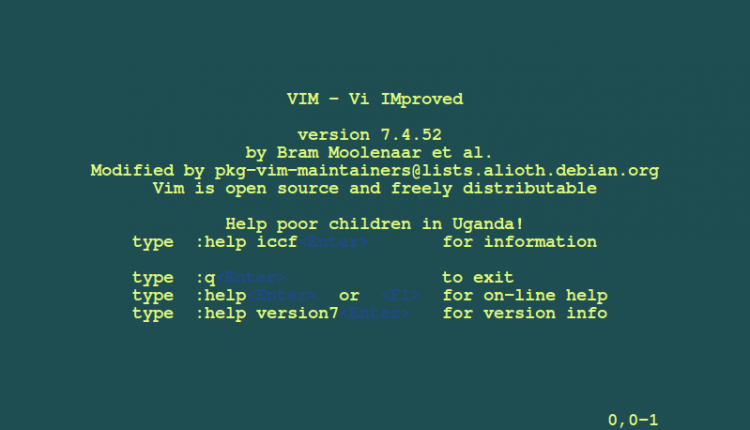 VIM - Vi IMproved
version 7.4.52
by Bram Moolenaar et al.
Modified by pkg-vim-maintainers@lists.alioth.debian.org
Vim is open source and freely distributable
Help poor children in Uganda!
type :help iccf<Enter> for information
type :q<Enter> to exit
type :help<Enter> or <F1> for on-line help
type :help version7<Enter> for version info
0,0-1